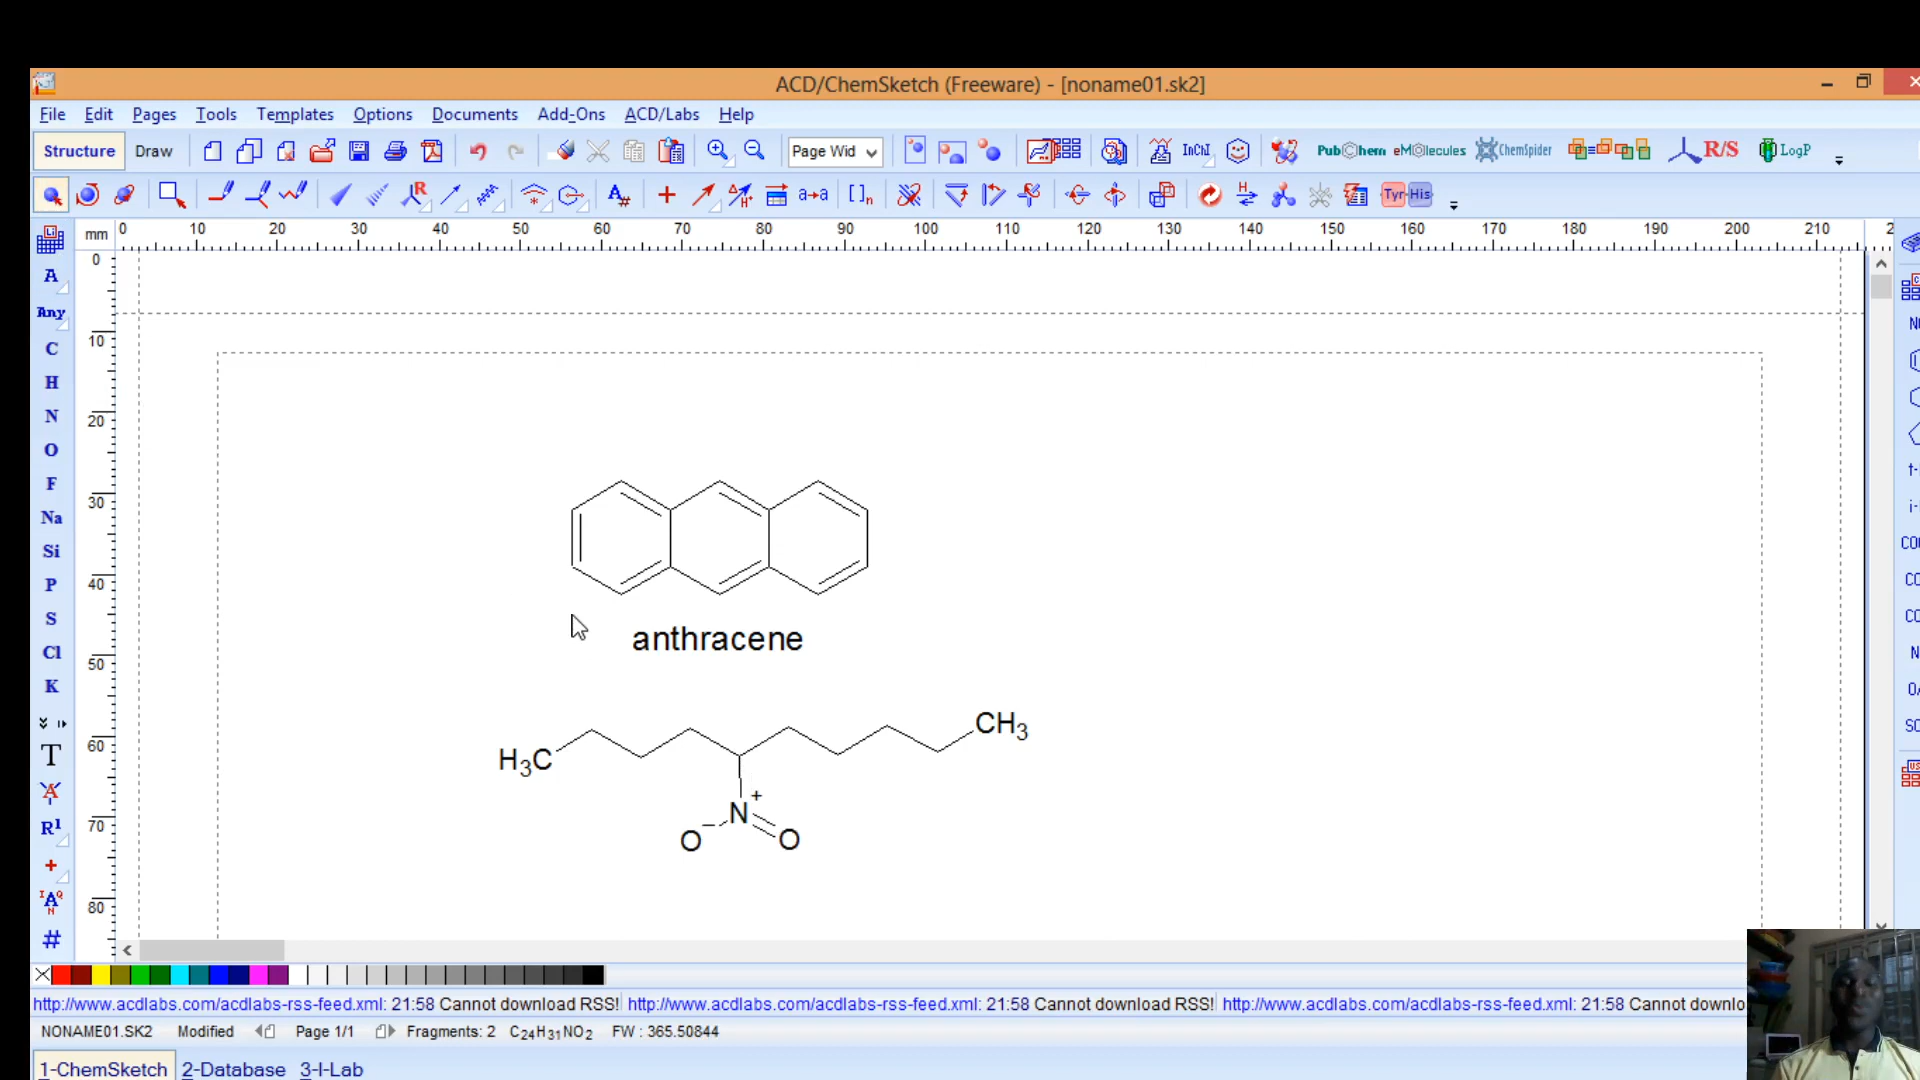 ACD/ChemSketch (Freeware) - [noname01.sk2]
File Edit Pages Tools Templates Options Documents Add-Ons ACD/Labs Help
Structure Draw Page Wid InChI PubChem eMolecules ChemSpider R/S LogP
R A# H+ a→a []n H Tyr His
mm 0 10 20 30 40 50 60 70 80 90 100 110 120 130 140 150 160 170 180 190 200 210 2
Li
0
A
Any
10
C
H
20
N
O
F
30
Na
Si
40
P
S
Cl
50
K
60
T
A
R1
70
80
#
anthracene
H3C CH3
N+
O− O
http://www.acdlabs.com/acdlabs-rss-feed.xml: 21:58 Cannot download RSS! http://www.acdlabs.com/acdlabs-rss-feed.xml: 21:58 Cannot download RSS! http://www.acdlabs.com/acdlabs-rss-feed.xml: 21:58 Cannot downlo
NONAME01.SK2 Modified Page 1/1 Fragments: 2 C24H31NO2 FW : 365.50844
1-ChemSketch 2-Database 3-I-Lab